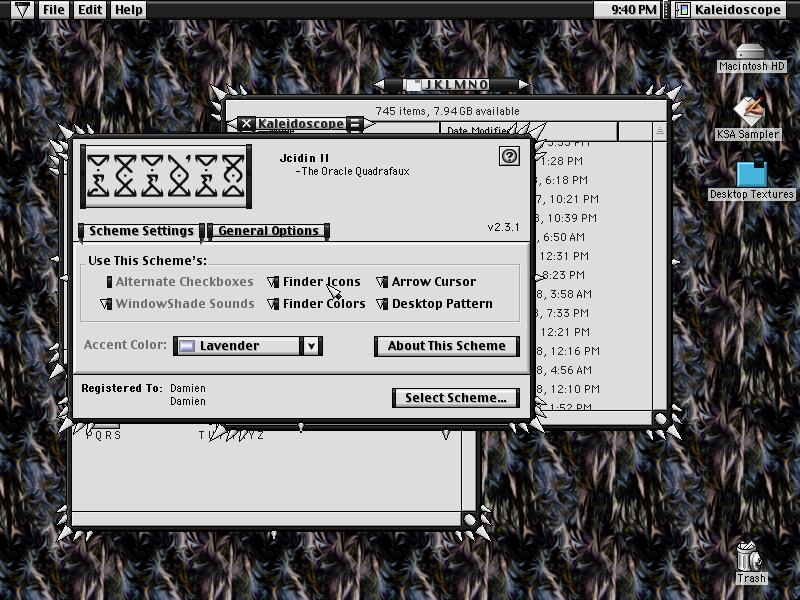 File Edit Help
9:40 PM Kaleidoscope
Macintosh HD
KSA Sampler
Desktop Textures
Trash
JKLMNO
745 items, 7.94 GB available
Date Modified
1:28 PM
, 6:18 PM
7, 10:21 PM
8, 10:39 PM
, 6:50 AM
12:31 PM
8:23 PM
8, 3:58 AM
, 7:33 PM
12:21 PM
8, 12:16 PM
, 4:56 AM
8, 12:10 PM
1:52 PM
Kaleidoscope
Jcidin II
-The Oracle Quadrafaux
v2.3.1
Scheme Settings General Options
Use This Scheme's:
Alternate Checkboxes Finder Icons Arrow Cursor
WindowShade Sounds Finder Colors Desktop Pattern
Accent Color: Lavender About This Scheme
Registered To: Damien
Damien
Select Scheme...
PQRS